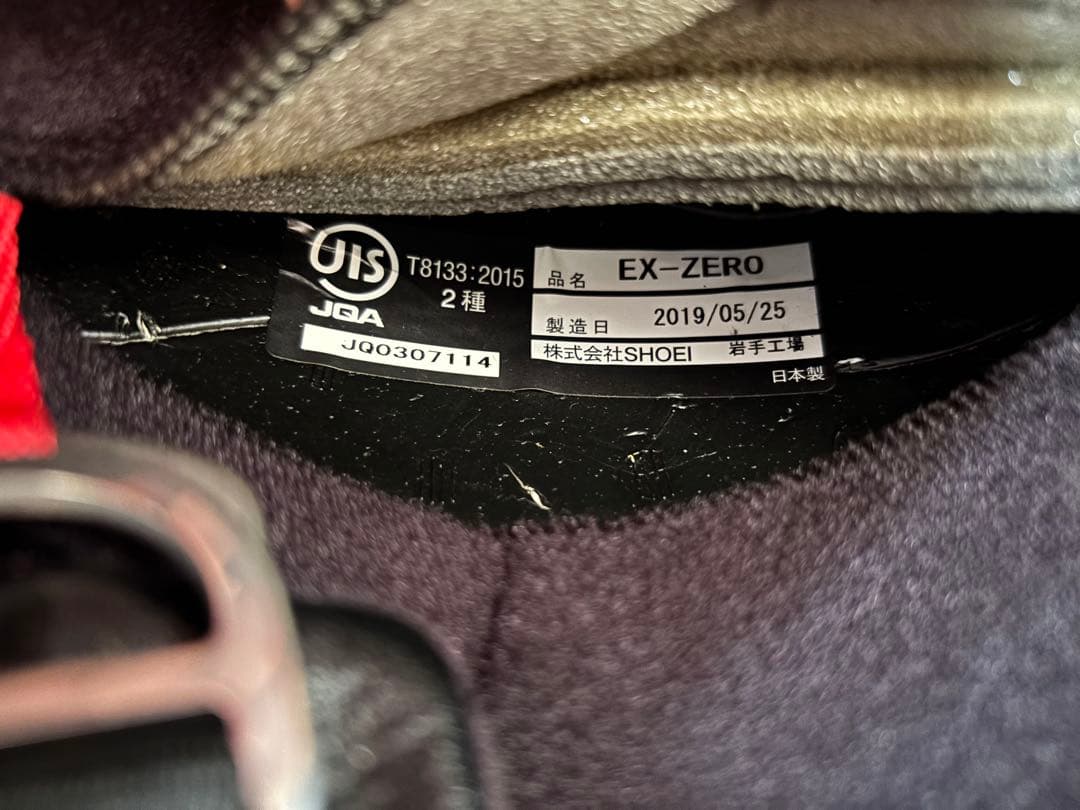 JIS
T8133:2015
2種
JQA
JQ0307114
品名 EX-ZERO
製造日 2019/05/25
株式会社SHOEI 岩手工場
日本製